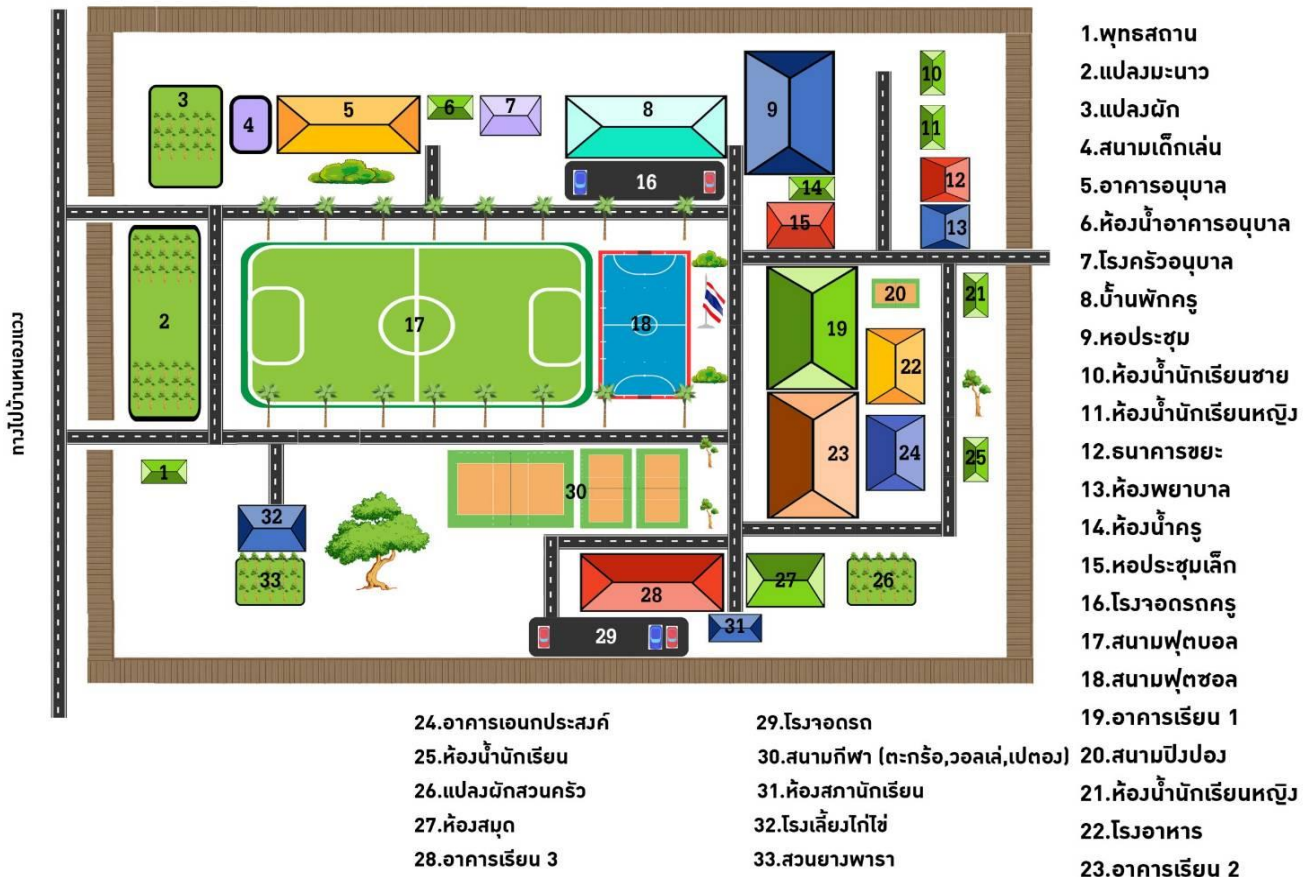 ทางไปบ้านหนองแวง
3
4
5
6
7
8
9
10
11
12
13
14
15
16
2
17
18
19
20
21
22
23
24
25
1
30
32
33
28
27
26
29
31
1.พุทธสถาน
2.แปลงมะนาว
3.แปลงผัก
4.สนามเด็กเล่น
5.อาคารอนุบาล
6.ห้องน้ำอาคารอนุบาล
7.โรงครัวอนุบาล
8.บ้านพักครู
9.หอประชุม
10.ห้องน้ำนักเรียนชาย
11.ห้องน้ำนักเรียนหญิง
12.ธนาคารขยะ
13.ห้องพยาบาล
14.ห้องน้ำครู
15.หอประชุมเล็ก
16.โรงจอดรถครู
17.สนามฟุตบอล
18.สนามฟุตซอล
19.อาคารเรียน 1
20.สนามปิงปอง
21.ห้องน้ำนักเรียนหญิง
22.โรงอาหาร
23.อาคารเรียน 2
24.อาคารเอนกประสงค์
25.ห้องน้ำนักเรียน
26.แปลงผักสวนครัว
27.ห้องสมุด
28.อาคารเรียน 3
29.โรงจอดรถ
30.สนามกีฬา (ตะกร้อ,วอลเล่,เปตอง)
31.ห้องสภานักเรียน
32.โรงเลี้ยงไก่ไข่
33.สวนยางพารา